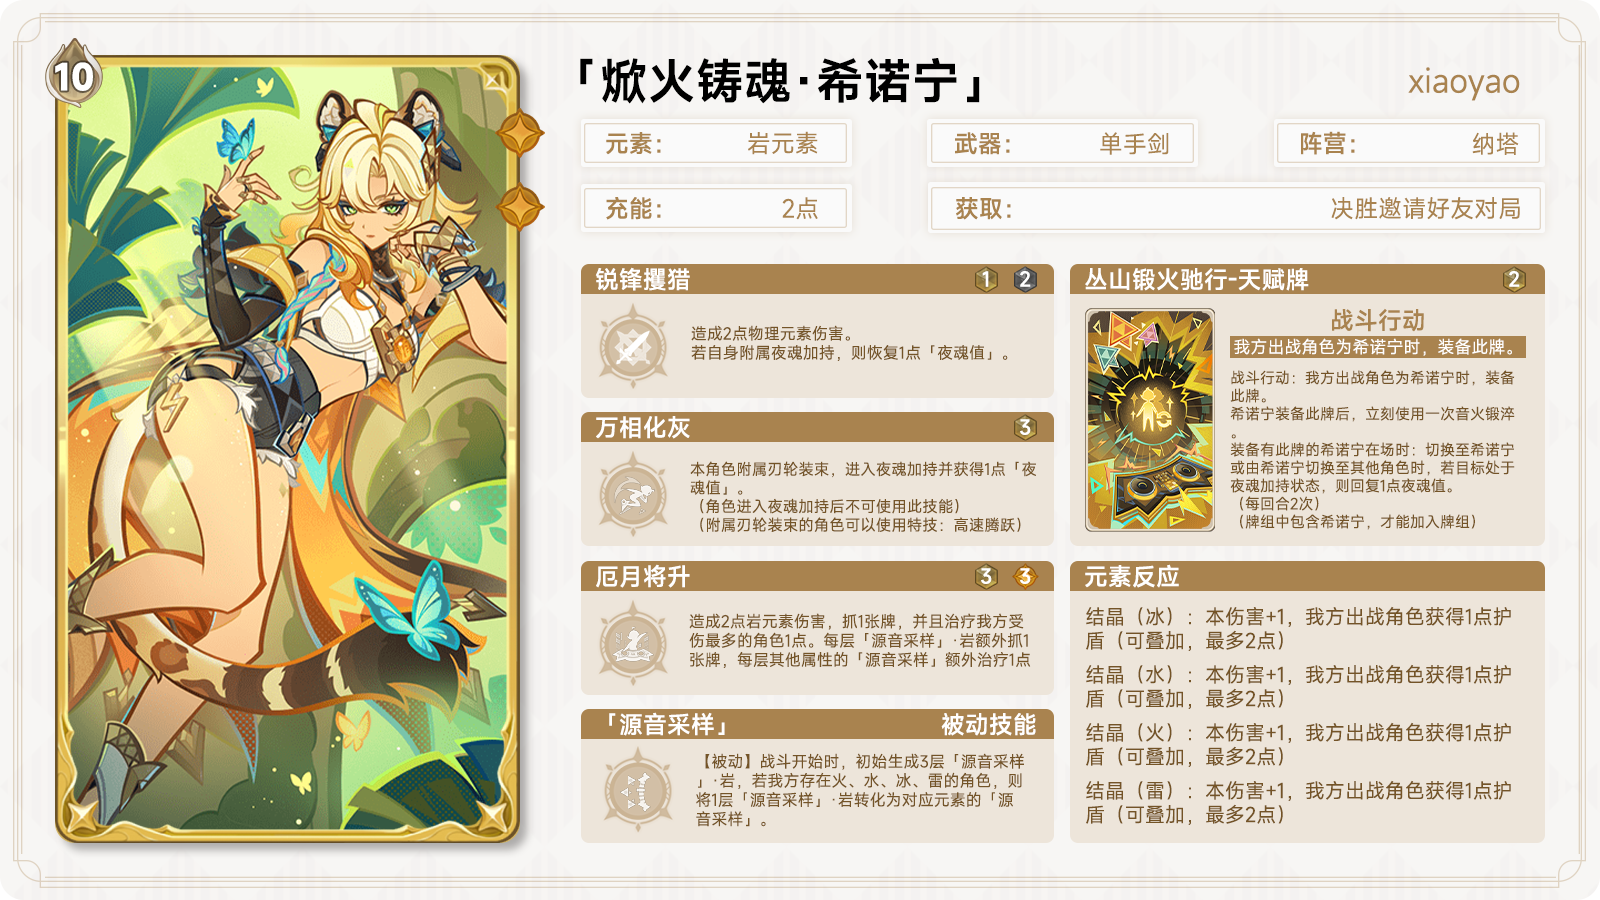 10
「焮火铸魂·希诺宁」
xiaoyao
元素： 岩元素
武器： 单手剑
阵营： 纳塔
充能： 2点
获取： 决胜邀请好友对局
锐锋攫猎 1 2
造成2点物理元素伤害。
若自身附属夜魂加持，则恢复1点「夜魂值」。
万相化灰 3
本角色附属刃轮装束，进入夜魂加持并获得1点「夜
魂值」。
（角色进入夜魂加持后不可使用此技能）
（附属刃轮装束的角色可以使用特技：高速腾跃）
厄月将升 3 3
造成2点岩元素伤害，抓1张牌，并且治疗我方受
伤最多的角色1点。每层「源音采样」·岩额外抓1
张牌，每层其他属性的「源音采样」额外治疗1点
「源音采样」 被动技能
【被动】战斗开始时，初始生成3层「源音采样
」·岩，若我方存在火、水、冰、雷的角色，则
将1层「源音采样」·岩转化为对应元素的「源
音采样」。
丛山锻火驰行-天赋牌 2
战斗行动
我方出战角色为希诺宁时，装备此牌。
战斗行动：我方出战角色为希诺宁时，装备
此牌。
希诺宁装备此牌后，立刻使用一次音火锻淬
。
装备有此牌的希诺宁在场时：切换至希诺宁
或由希诺宁切换至其他角色时，若目标处于
夜魂加持状态，则回复1点夜魂值。
（每回合2次）
（牌组中包含希诺宁，才能加入牌组）
元素反应
结晶（冰）：本伤害+1，我方出战角色获得1点护
盾（可叠加，最多2点）
结晶（水）：本伤害+1，我方出战角色获得1点护
盾（可叠加，最多2点）
结晶（火）：本伤害+1，我方出战角色获得1点护
盾（可叠加，最多2点）
结晶（雷）：本伤害+1，我方出战角色获得1点护
盾（可叠加，最多2点）